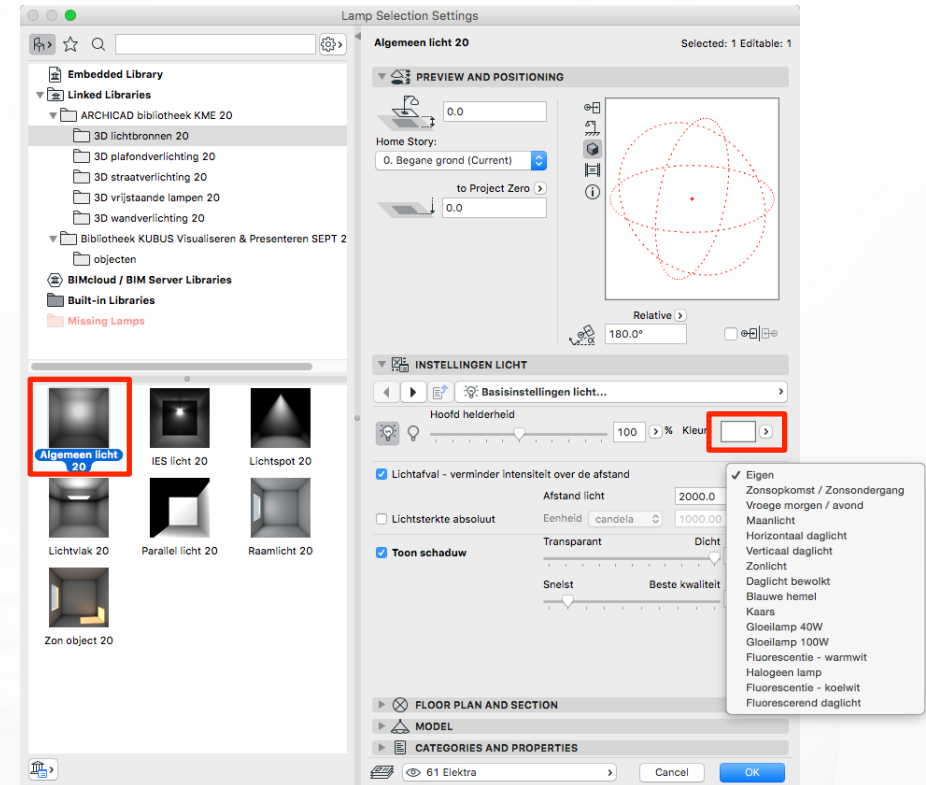 Lamp Selection Settings
Embedded Library
Linked Libraries
ARCHICAD bibliotheek KME 20
3D lichtbronnen 20
3D plafondverlichting 20
3D straatverlichting 20
3D vrijstaande lampen 20
3D wandverlichting 20
Bibliotheek KUBUS Visualiseren & Presenteren SEPT 2
objecten
BIMcloud / BIM Server Libraries
Built-in Libraries
Missing Lamps
Algemeen licht
20
IES licht 20
Lichtspot 20
Lichtvlak 20
Parallel licht 20
Raamlicht 20
Zon object 20
Algemeen licht 20
Selected: 1 Editable: 1
PREVIEW AND POSITIONING
0.0
Home Story:
0. Begane grond (Current)
to Project Zero
0.0
Relative
180.0°
INSTELLINGEN LICHT
Basisinstellingen licht...
Hoofd helderheid
100 % Kleur
Lichtafval - verminder intensiteit over de afstand
Afstand licht 2000.0
Lichtsterkte absoluut Eenheid candela 1000.00
Toon schaduw
Transparant Dicht
Snelst Beste kwaliteit
✓ Eigen
Zonsopkomst / Zonsondergang
Vroege morgen / avond
Maanlicht
Horizontaal daglicht
Verticaal daglicht
Zonlicht
Daglicht bewolkt
Blauwe hemel
Kaars
Gloeilamp 40W
Gloeilamp 100W
Fluorescentie - warmwit
Halogeen lamp
Fluorescentie - koelwit
Fluorescerend daglicht
FLOOR PLAN AND SECTION
MODEL
CATEGORIES AND PROPERTIES
61 Elektra
Cancel
OK